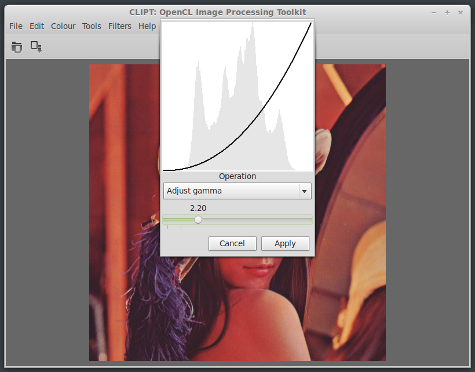 CLIPT: OpenCL Image Processing Toolkit
File Edit Colour Tools Filters Help
Operation
Adjust gamma
2.20
Cancel Apply